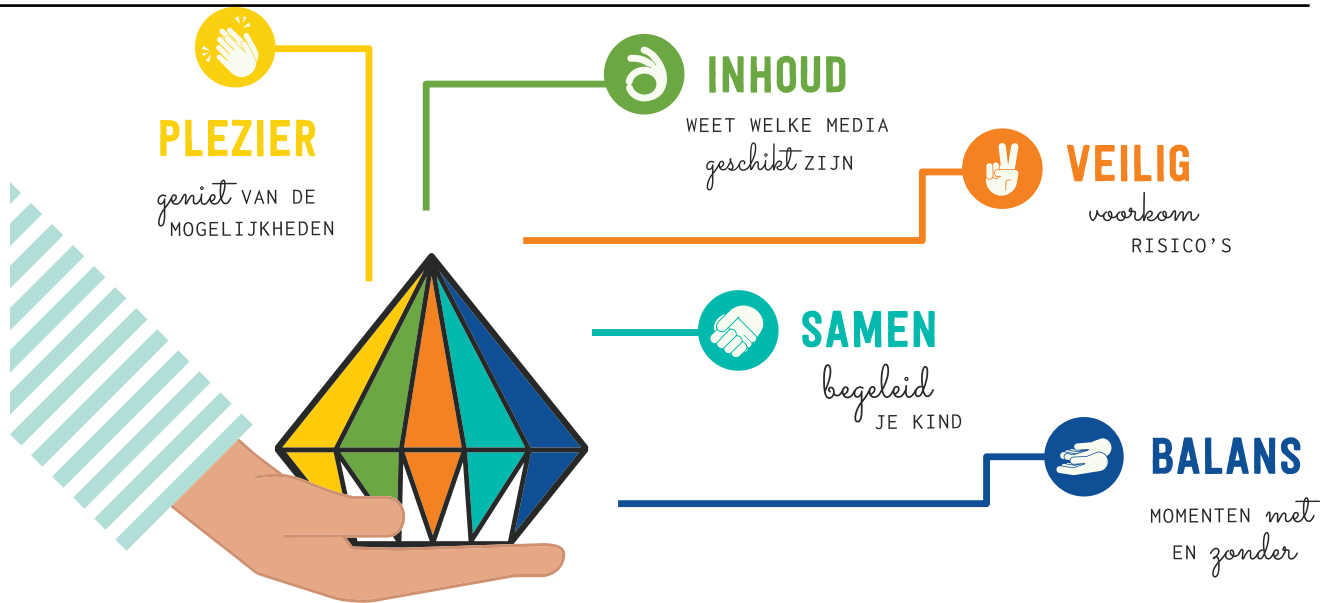 PLEZIER
geniet VAN DE
MOGELIJKHEDEN
INHOUD
WEET WELKE MEDIA
geschikt ZIJN
VEILIG
voorkom
RISICO'S
SAMEN
begeleid
JE KIND
BALANS
MOMENTEN met
EN zonder